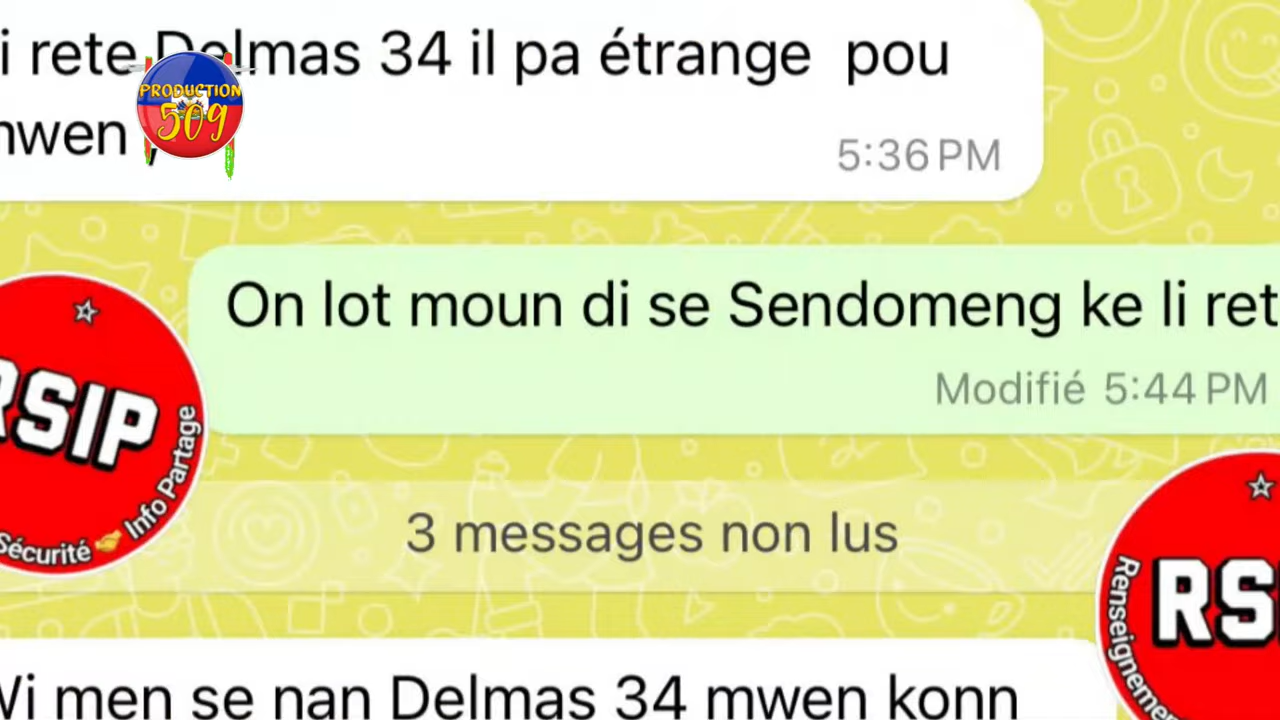 i rete Delmas 34 il pa étrange pou
mwen ,
5:36 PM
PRODUCTION
509
On lot moun di se Sendomeng ke li ret
Modifié 5:44 PM
RSIP
Sécurité 👉 Info Partage
3 messages non lus
RS
Renseigneme
Wi men se nan Delmas 34 mwen konn